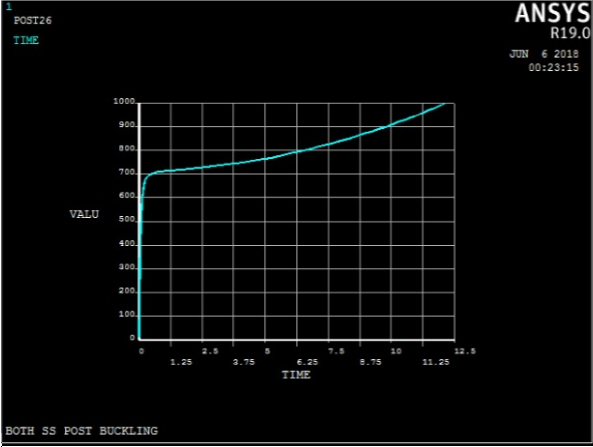 1
POST26
TIME
ANSYS
R19.0
JUN 6 2018
00:23:15
1000
900
800
700
600
500
400
300
200
100
0
VALU
0 2.5 5 7.5 10 12.5
1.25 3.75 6.25 8.75 11.25
TIME
BOTH SS POST BUCKLING